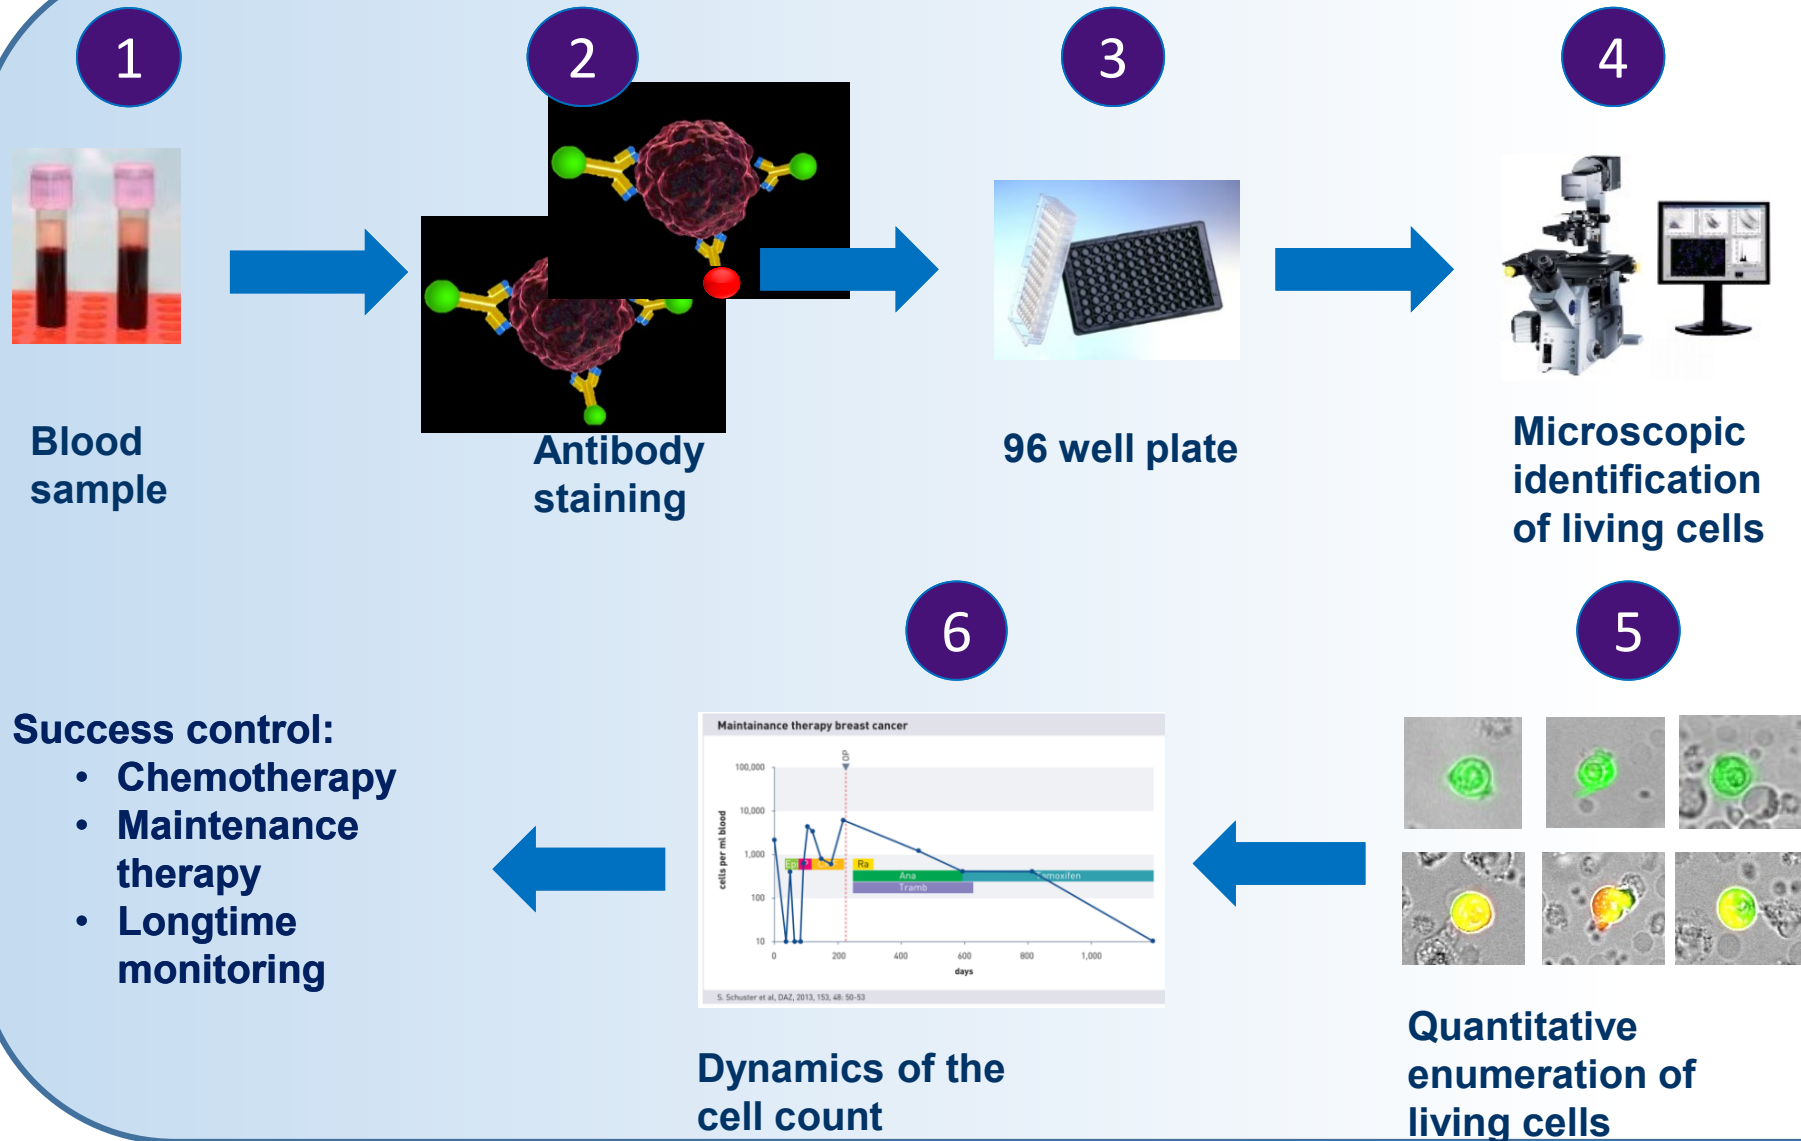 1
2
3
4
Blood
sample
Antibody
staining
96 well plate
Microscopic
identification
of living cells
6
5
Success control:
• Chemotherapy
• Maintenance
therapy
• Longtime
monitoring
Maintainance therapy breast cancer
OP
100,000
10,000
1,000
100
10
cells per ml blood
Epi
Ra
Ana
Tamoxifen
Tramb
0
200
400
600
800
1,000
days
S. Schuster et al, DAZ, 2013, 153, 48: 50-53
Dynamics of the
cell count
Quantitative
enumeration of
living cells